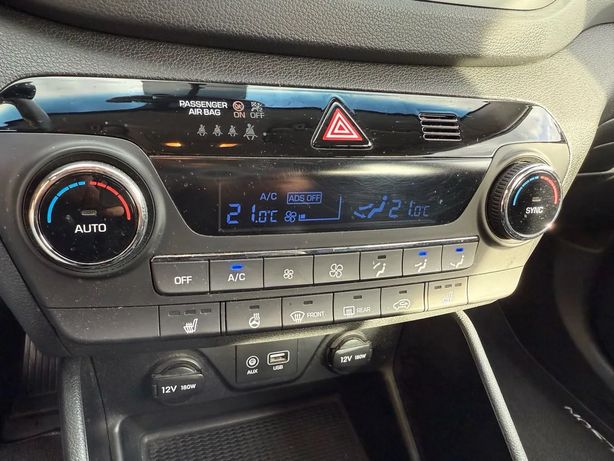 PASSENGER AIR BAG
ON OFF
A/C ADS OFF
21.0°C 21.0°C
AUTO
SYNC
OFF A/C
FRONT REAR
12V 180W
AUX
USB
12V 180W